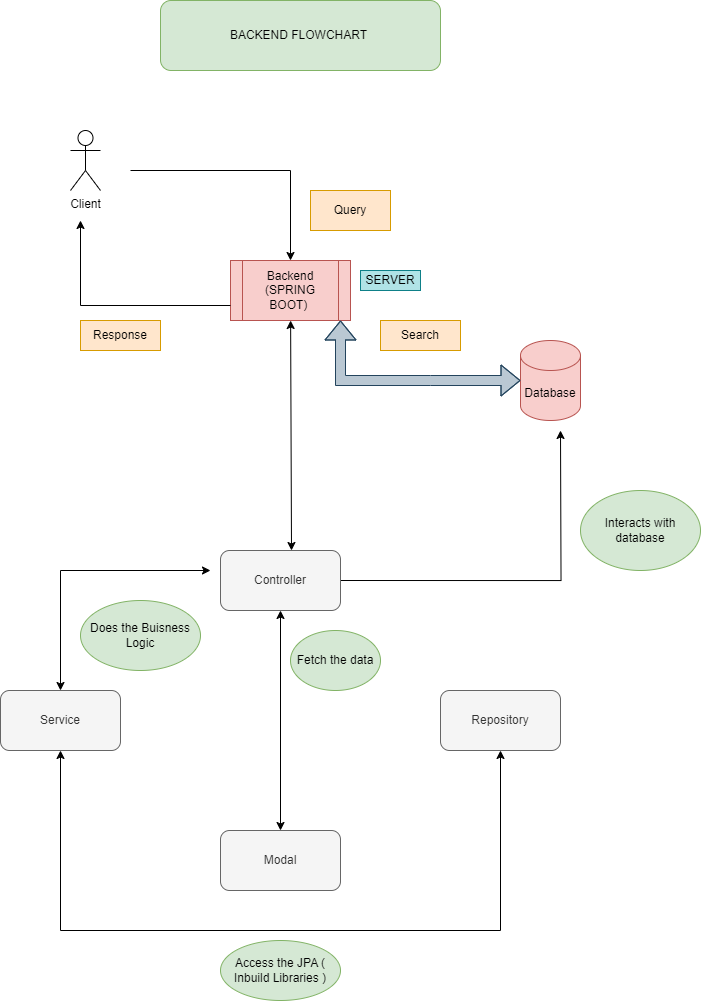 BACKEND FLOWCHART
Client
Query
Backend
(SPRING
BOOT)
SERVER
Response
Search
Database
Interacts with
database
Controller
Does the Buisness
Logic
Fetch the data
Service
Repository
Modal
Access the JPA (
Inbuild Libraries )